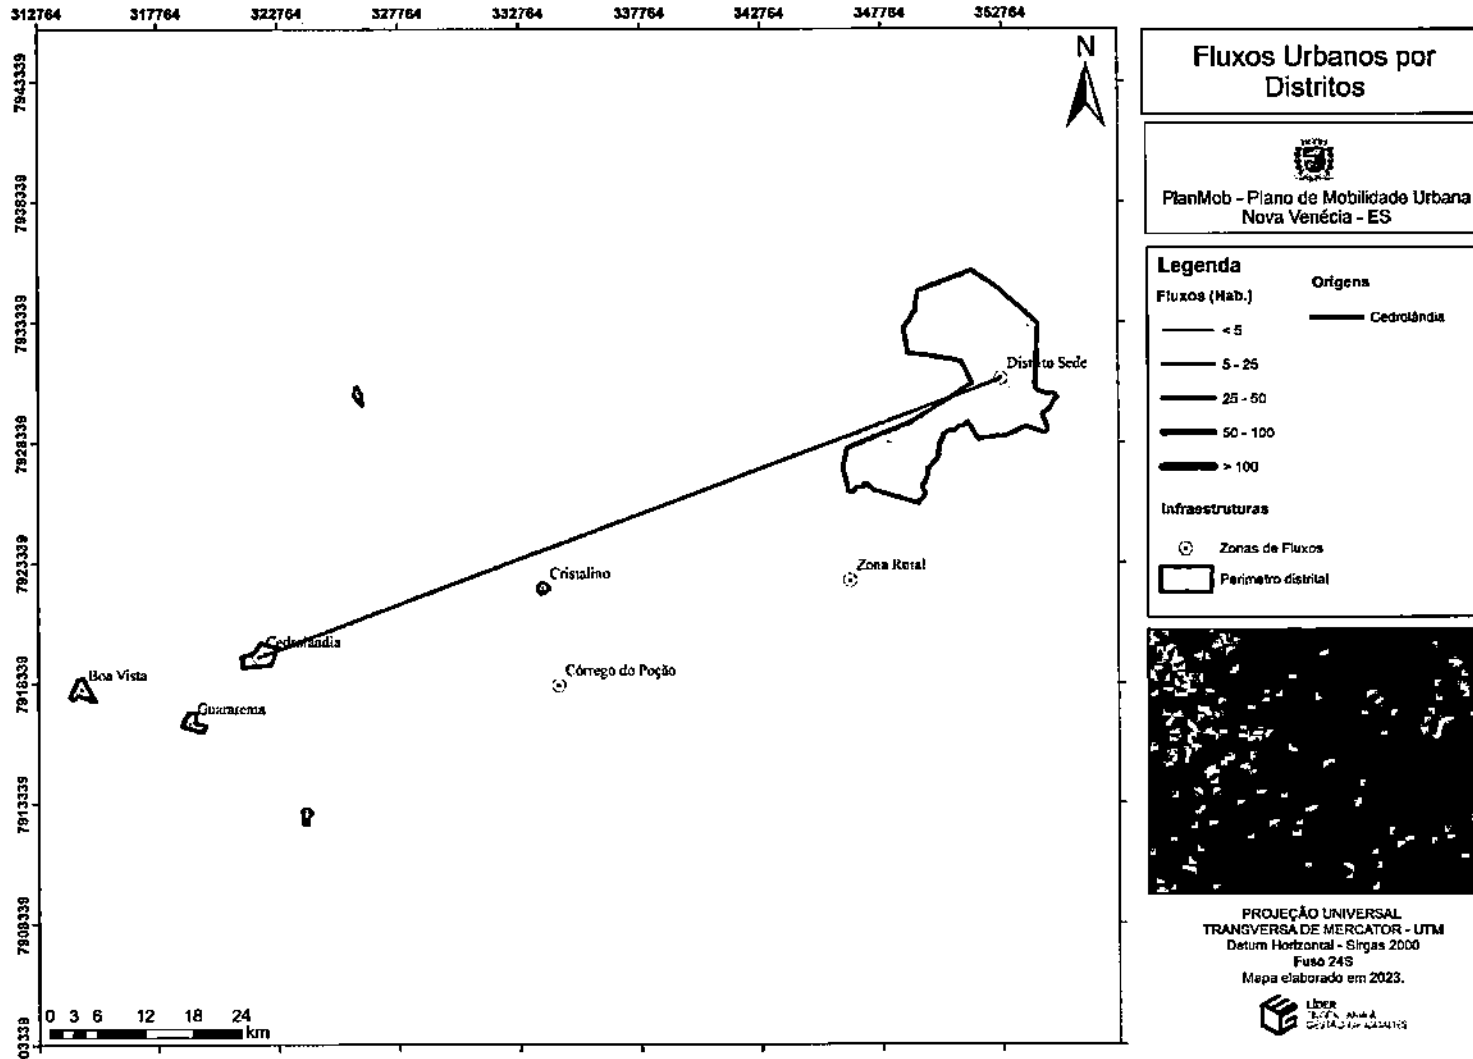 312764 317764 322764 327764 332764 337764 342764 347764 352764
7943339
7938339
7933339
7928339
7923339
7918339
7913339
7908339
03339
N
Distrito Sede
Cristalino
Zona Rural
Cedrolândia
Boa Vista
Córrego do Poção
Guararema
0 3 6 12 18 24
km
Fluxos Urbanos por
Distritos
PlanMob - Plano de Mobilidade Urbana
Nova Venécia - ES
Legenda
Fluxos (Hab.)
< 5
5 - 25
25 - 50
50 - 100
> 100
Origens
Cedrolândia
Infraestruturas
Zonas de Fluxos
Perimetro distrital
PROJEÇÃO UNIVERSAL
TRANSVERSA DE MERCATOR - UTM
Datum Horizontal - Sirgas 2000
Fuso 24S
Mapa elaborado em 2023.
LÍDER